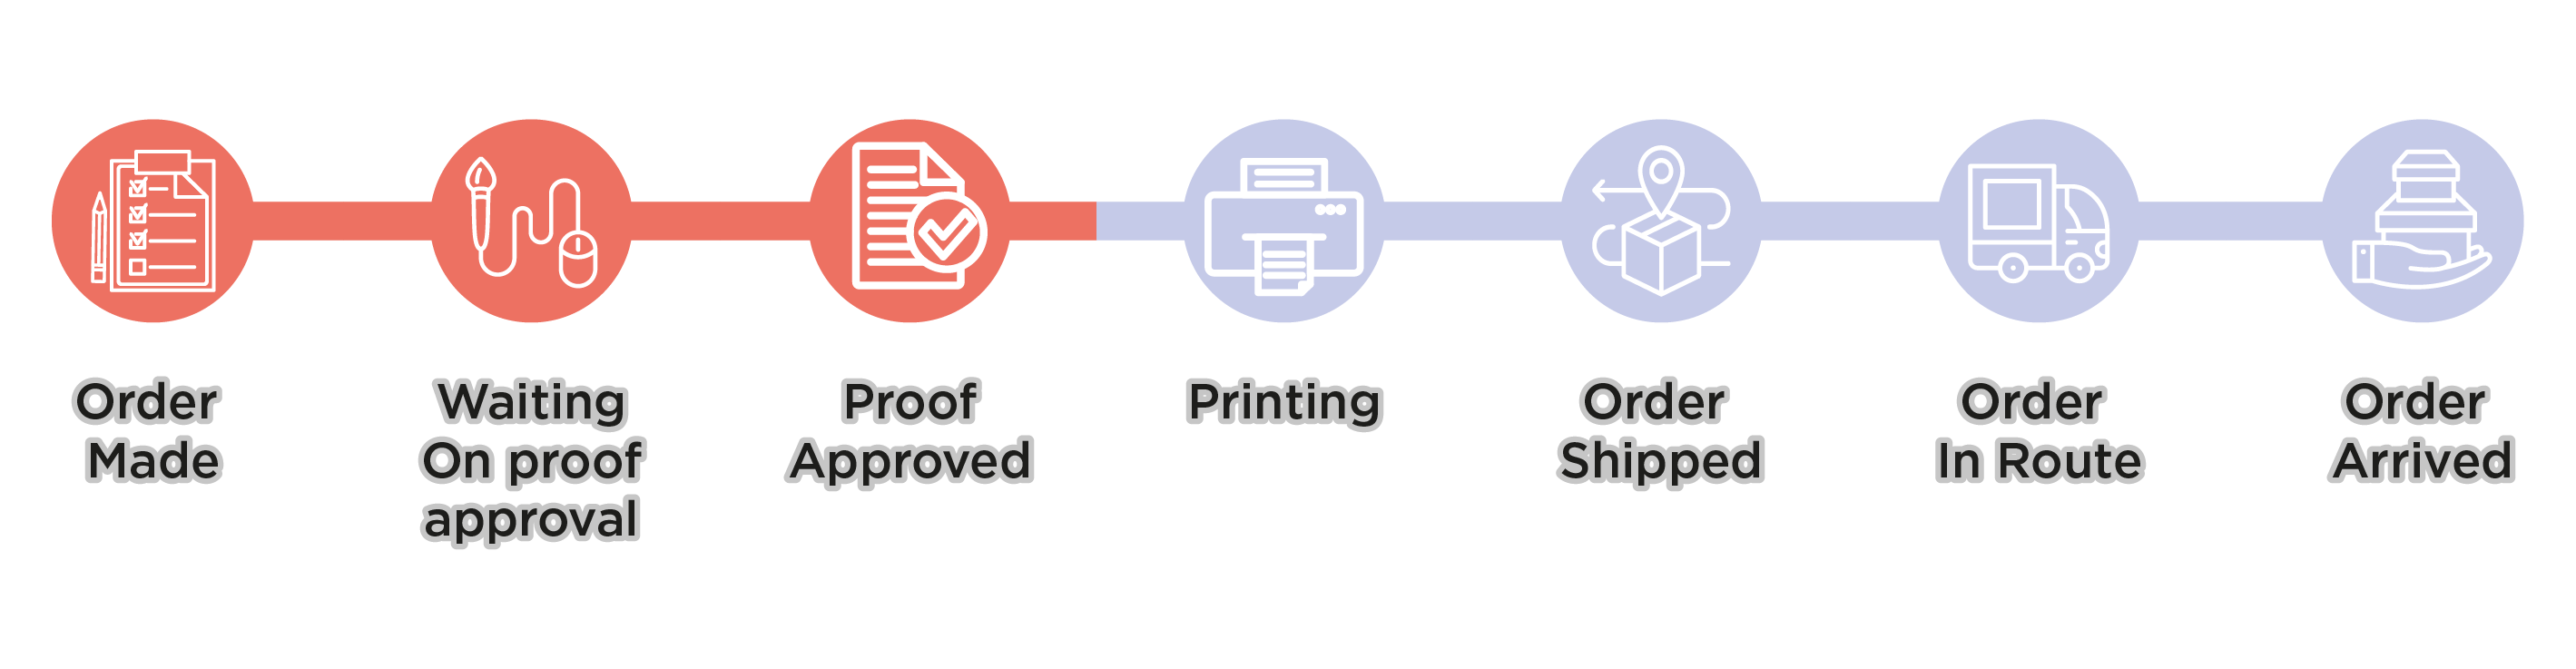 Order
Made
Waiting
On proof
approval
Proof
Approved
Printing
Order
Shipped
Order
In Route
Order
Arrived